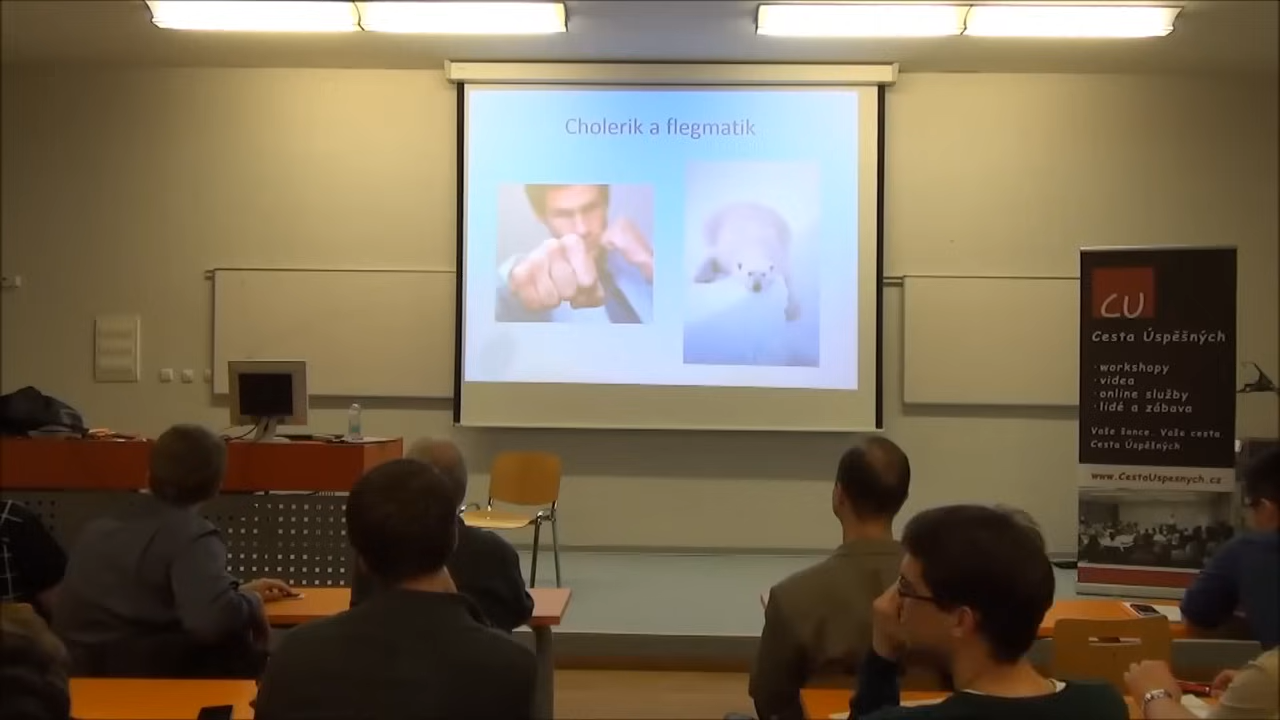 Cholerik a flegmatik
CU
Cesta Úspěšných
· workshopy
· videa
· online služby
· lidé a zábava
Vaše šance. Vaše cesta.
Cesta Úspěšných
www.CestaUspesnych.cz